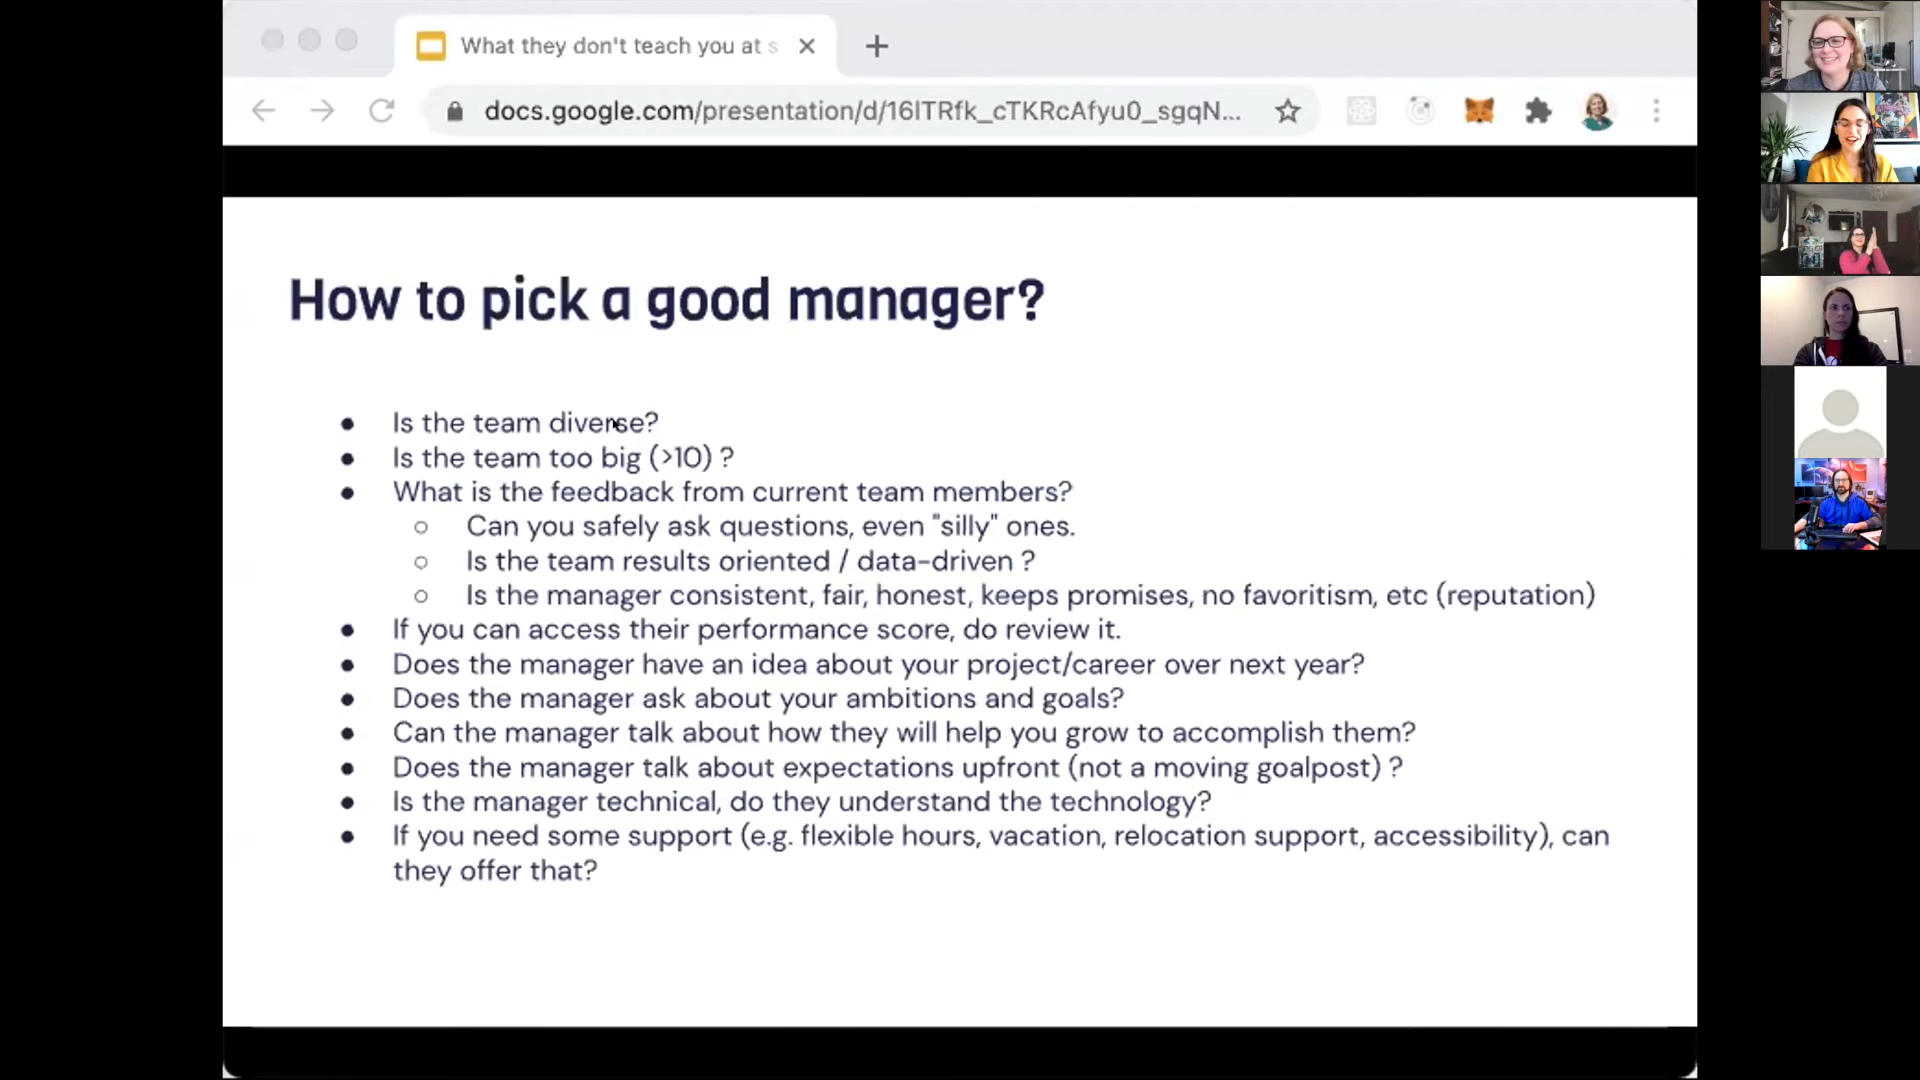 What they don't teach you at s
docs.google.com/presentation/d/16lTRfk_cTKRcAfyu0_sgqN...
How to pick a good manager?
● Is the team diverse?
● Is the team too big (>10) ?
● What is the feedback from current team members?
○ Can you safely ask questions, even "silly" ones.
○ Is the team results oriented / data-driven ?
○ Is the manager consistent, fair, honest, keeps promises, no favoritism, etc (reputation)
● If you can access their performance score, do review it.
● Does the manager have an idea about your project/career over next year?
● Does the manager ask about your ambitions and goals?
● Can the manager talk about how they will help you grow to accomplish them?
● Does the manager talk about expectations upfront (not a moving goalpost) ?
● Is the manager technical, do they understand the technology?
● If you need some support (e.g. flexible hours, vacation, relocation support, accessibility), can
they offer that?